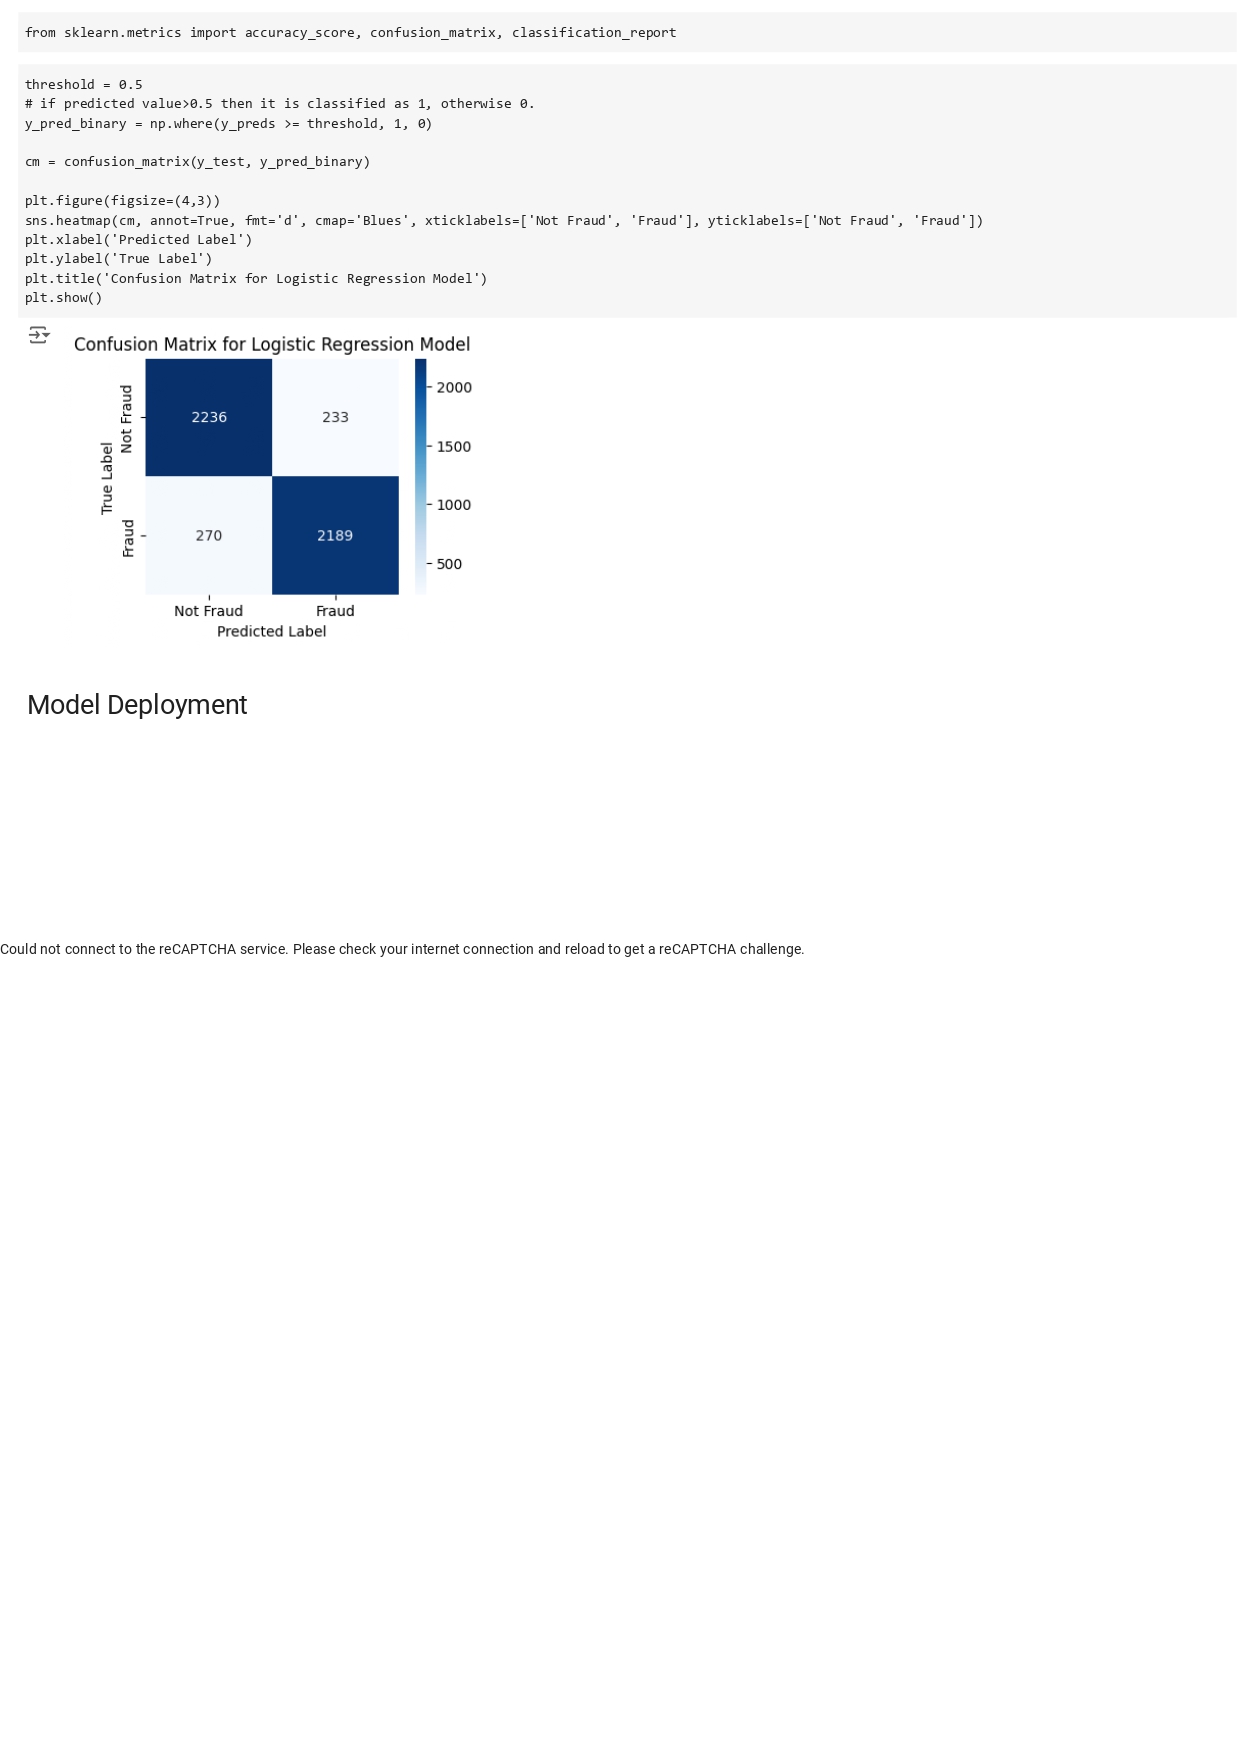 from sklearn.metrics import accuracy_score, confusion_matrix, classification_report
threshold = 0.5
# if predicted value>0.5 then it is classified as 1, otherwise 0.
y_pred_binary = np.where(y_preds >= threshold, 1, 0)
cm = confusion_matrix(y_test, y_pred_binary)
plt.figure(figsize=(4,3))
sns.heatmap(cm, annot=True, fmt='d', cmap='Blues', xticklabels=['Not Fraud', 'Fraud'], yticklabels=['Not Fraud', 'Fraud'])
plt.xlabel('Predicted Label')
plt.ylabel('True Label')
plt.title('Confusion Matrix for Logistic Regression Model')
plt.show()
Confusion Matrix for Logistic Regression Model
True Label
Not Fraud
2236
233
Fraud
270
2189
2000
1500
1000
500
Not Fraud
Fraud
Predicted Label
Model Deployment
Could not connect to the reCAPTCHA service. Please check your internet connection and reload to get a reCAPTCHA challenge.